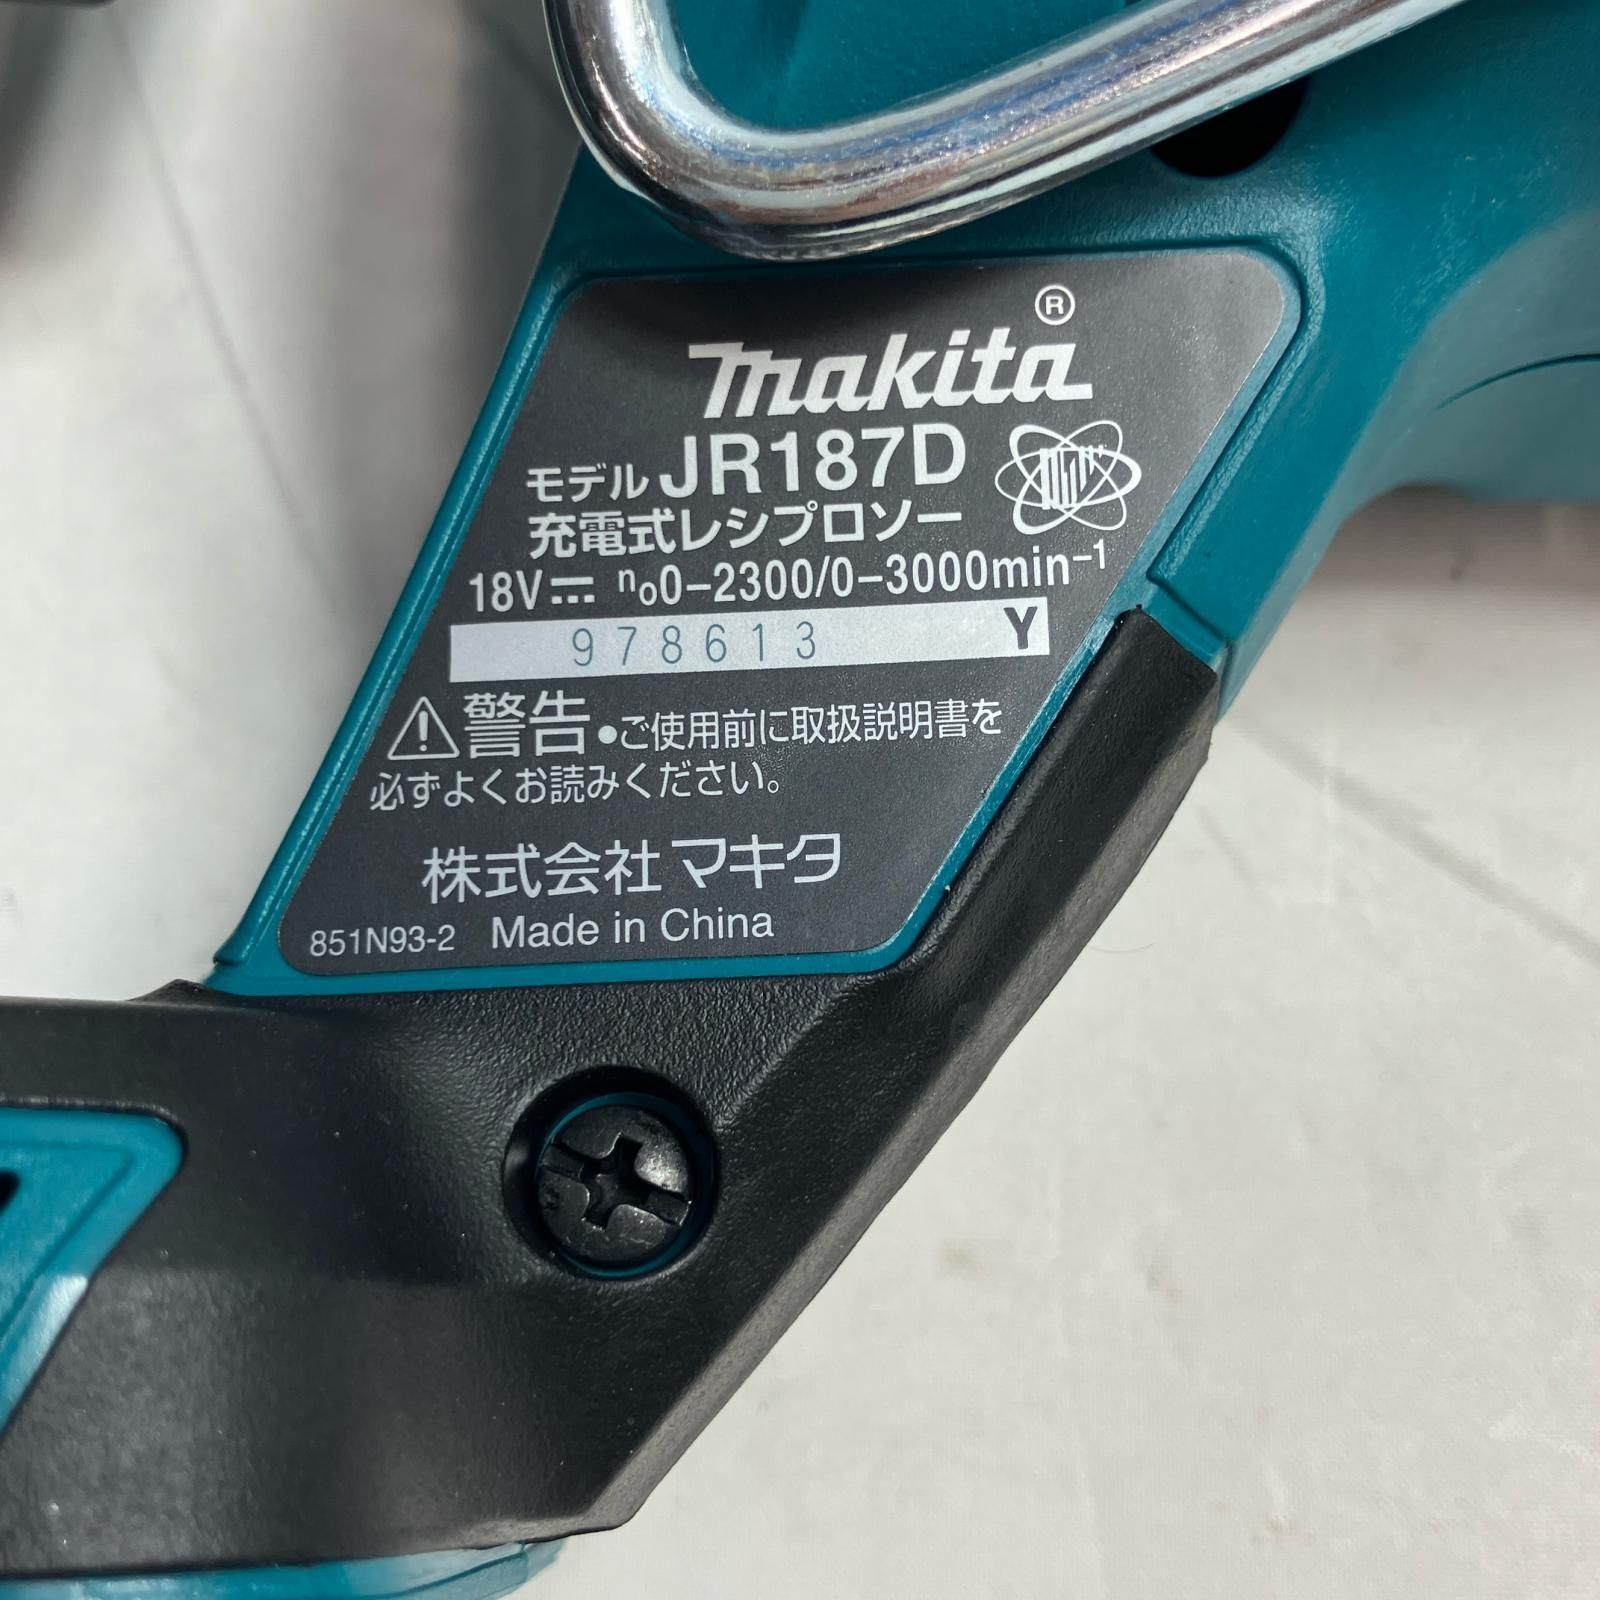 makita®
モデル JR187D
充電式レシプロソー
18V⎓ n₀0-2300/0-3000min⁻¹
978613 Y
⚠警告 ●ご使用前に取扱説明書を
必ずよくお読みください。
株式会社マキタ
851N93-2 Made in China